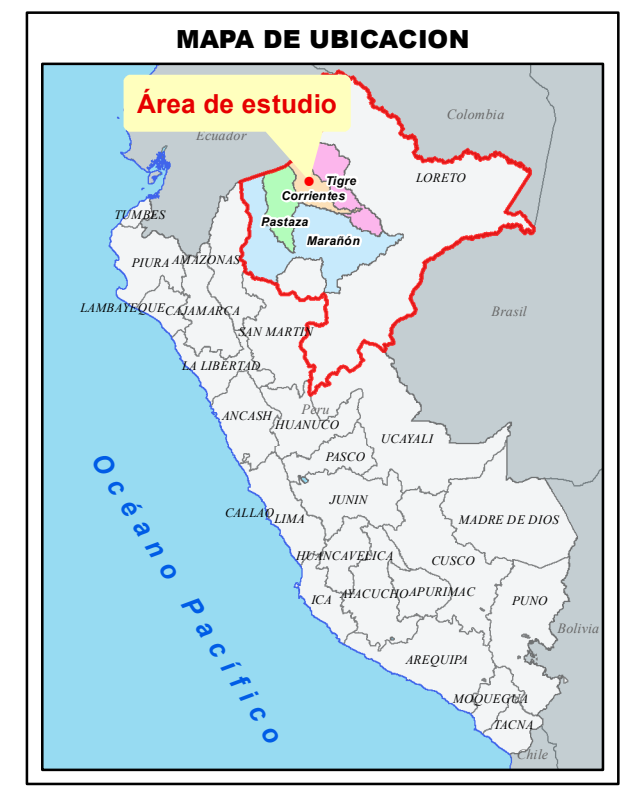 MAPA DE UBICACION
Área de estudio
Colombia
Ecuador
LORETO
Tigre
Corrientes
TUMBES
Pastaza
Marañón
PIURA
AMAZONAS
LAMBAYEQUE
CAJAMARCA
Brasil
SAN MARTIN
LA LIBERTAD
Peru
ANCASH
HUANUCO
UCAYALI
PASCO
Océano Pacífico
JUNIN
CALLAO
LIMA
MADRE DE DIOS
HUANCAVELICA
CUSCO
ICA
AYACUCHO
APURIMAC
PUNO
Bolivia
AREQUIPA
MOQUEGUA
TACNA
Chile